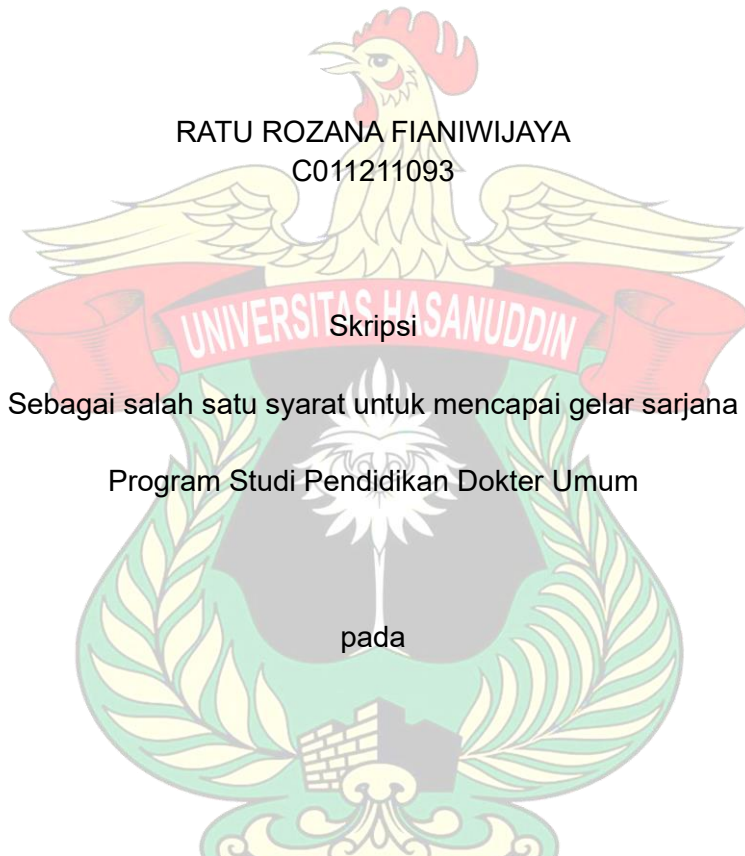 RATU ROZANA FIANIWIJAYA
C011211093
UNIVERSITAS HASANUDDIN
Skripsi
Sebagai salah satu syarat untuk mencapai gelar sarjana
Program Studi Pendidikan Dokter Umum
pada